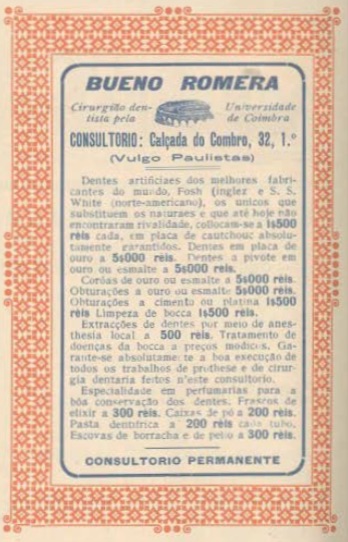 BUENO ROMERA
Cirurgião den- Universidade
tista pela de Coimbra
CONSULTORIO: Calçada do Combro, 32, 1.º
(Vulgo Paulistas)
Dentes artificiaes dos melhores fabri-
cantes do mundo, Fosh (inglez e S. S.
White (norte-americano), os unicos que
substituem os naturaes e que até hoje não
encontraram rivalidade, collocam-se a 1$500
réis cada, em placa de cautchouc absolu-
tamente garantidos. Dentes em placa de
ouro a 5$000 réis. Dentes a pivote em
ouro ou esmalte a 5$000 réis.
Corôas de ouro ou esmalte a 5$000 réis.
Obturações a ouro ou esmalte 5$000 réis.
Obturações a cimento ou platina 1$500
réis Limpeza de bocca 1$500 réis.
Extracções de dentes por meio de anes-
thesia local a 500 réis. Tratamento de
doenças da bocca a preços modicos. Ga-
rante-se absolutamente a boa execução de
todos os trabalhos de prothese e de cirur-
gia dentaria feitos n'este consultorio.
Especialidade em perfumarias para a
bôa conservação dos dentes. Frascos de
elixir a 300 réis. Caixas de pó a 200 réis.
Pasta dentifrica a 200 réis cada tubo.
Escovas de borracha e de pello a 300 réis.
CONSULTORIO PERMANENTE